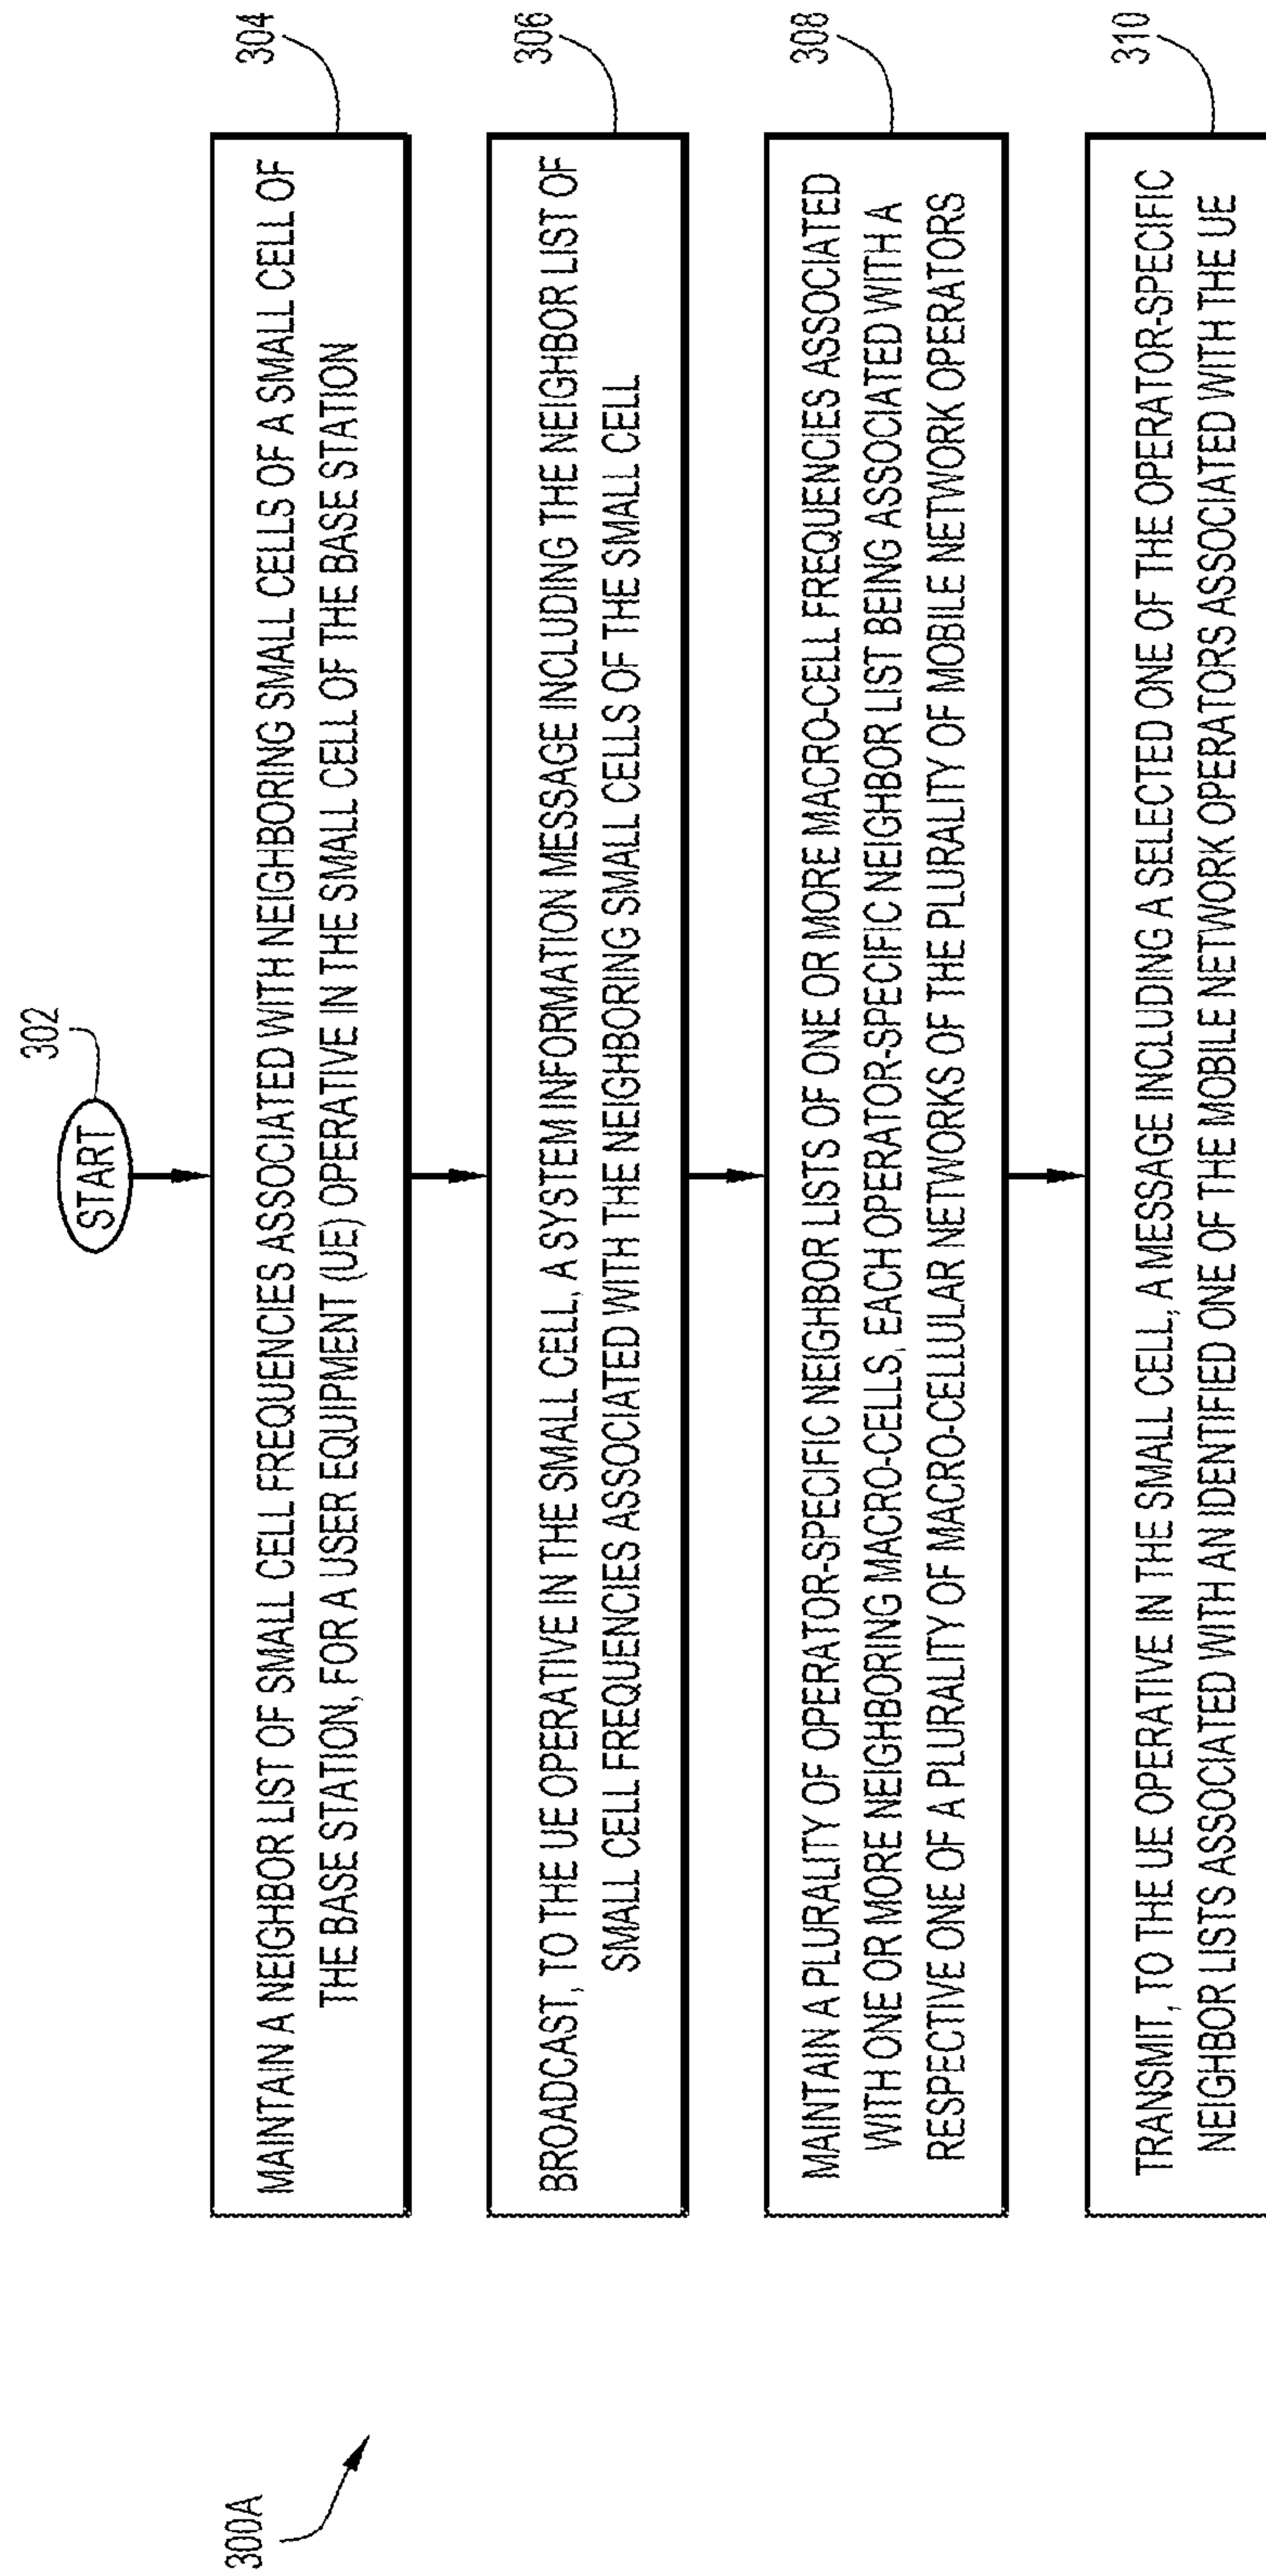 300A
302
START
304
MAINTAIN A NEIGHBOR LIST OF SMALL CELL FREQUENCIES ASSOCIATED WITH NEIGHBORING SMALL CELLS OF A SMALL CELL OF
THE BASE STATION, FOR A USER EQUIPMENT (UE) OPERATIVE IN THE SMALL CELL OF THE BASE STATION
306
BROADCAST, TO THE UE OPERATIVE IN THE SMALL CELL, A SYSTEM INFORMATION MESSAGE INCLUDING THE NEIGHBOR LIST OF
SMALL CELL FREQUENCIES ASSOCIATED WITH THE NEIGHBORING SMALL CELLS OF THE SMALL CELL
308
MAINTAIN A PLURALITY OF OPERATOR-SPECIFIC NEIGHBOR LISTS OF ONE OR MORE MACRO-CELL FREQUENCIES ASSOCIATED
WITH ONE OR MORE NEIGHBORING MACRO-CELLS, EACH OPERATOR-SPECIFIC NEIGHBOR LIST BEING ASSOCIATED WITH A
RESPECTIVE ONE OF A PLURALITY OF MACRO-CELLULAR NETWORKS OF THE PLURALITY OF MOBILE NETWORK OPERATORS
310
TRANSMIT, TO THE UE OPERATIVE IN THE SMALL CELL, A MESSAGE INCLUDING A SELECTED ONE OF THE OPERATOR-SPECIFIC
NEIGHBOR LISTS ASSOCIATED WITH AN IDENTIFIED ONE OF THE MOBILE NETWORK OPERATORS ASSOCIATED WITH THE UE